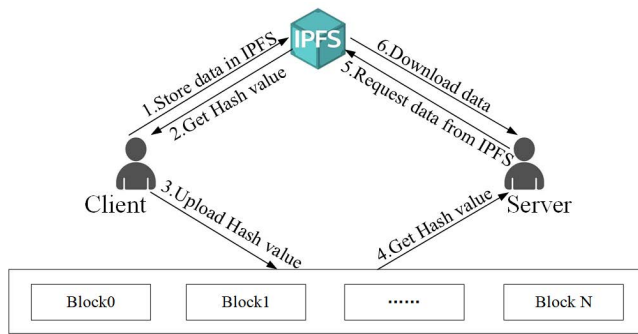 IPFS
1.Store data in IPFS
2.Get Hash value
6.Download data
5.Request data from IPFS
Client
Server
3.Upload Hash value
4.Get Hash value
Block0
Block1
······
Block N